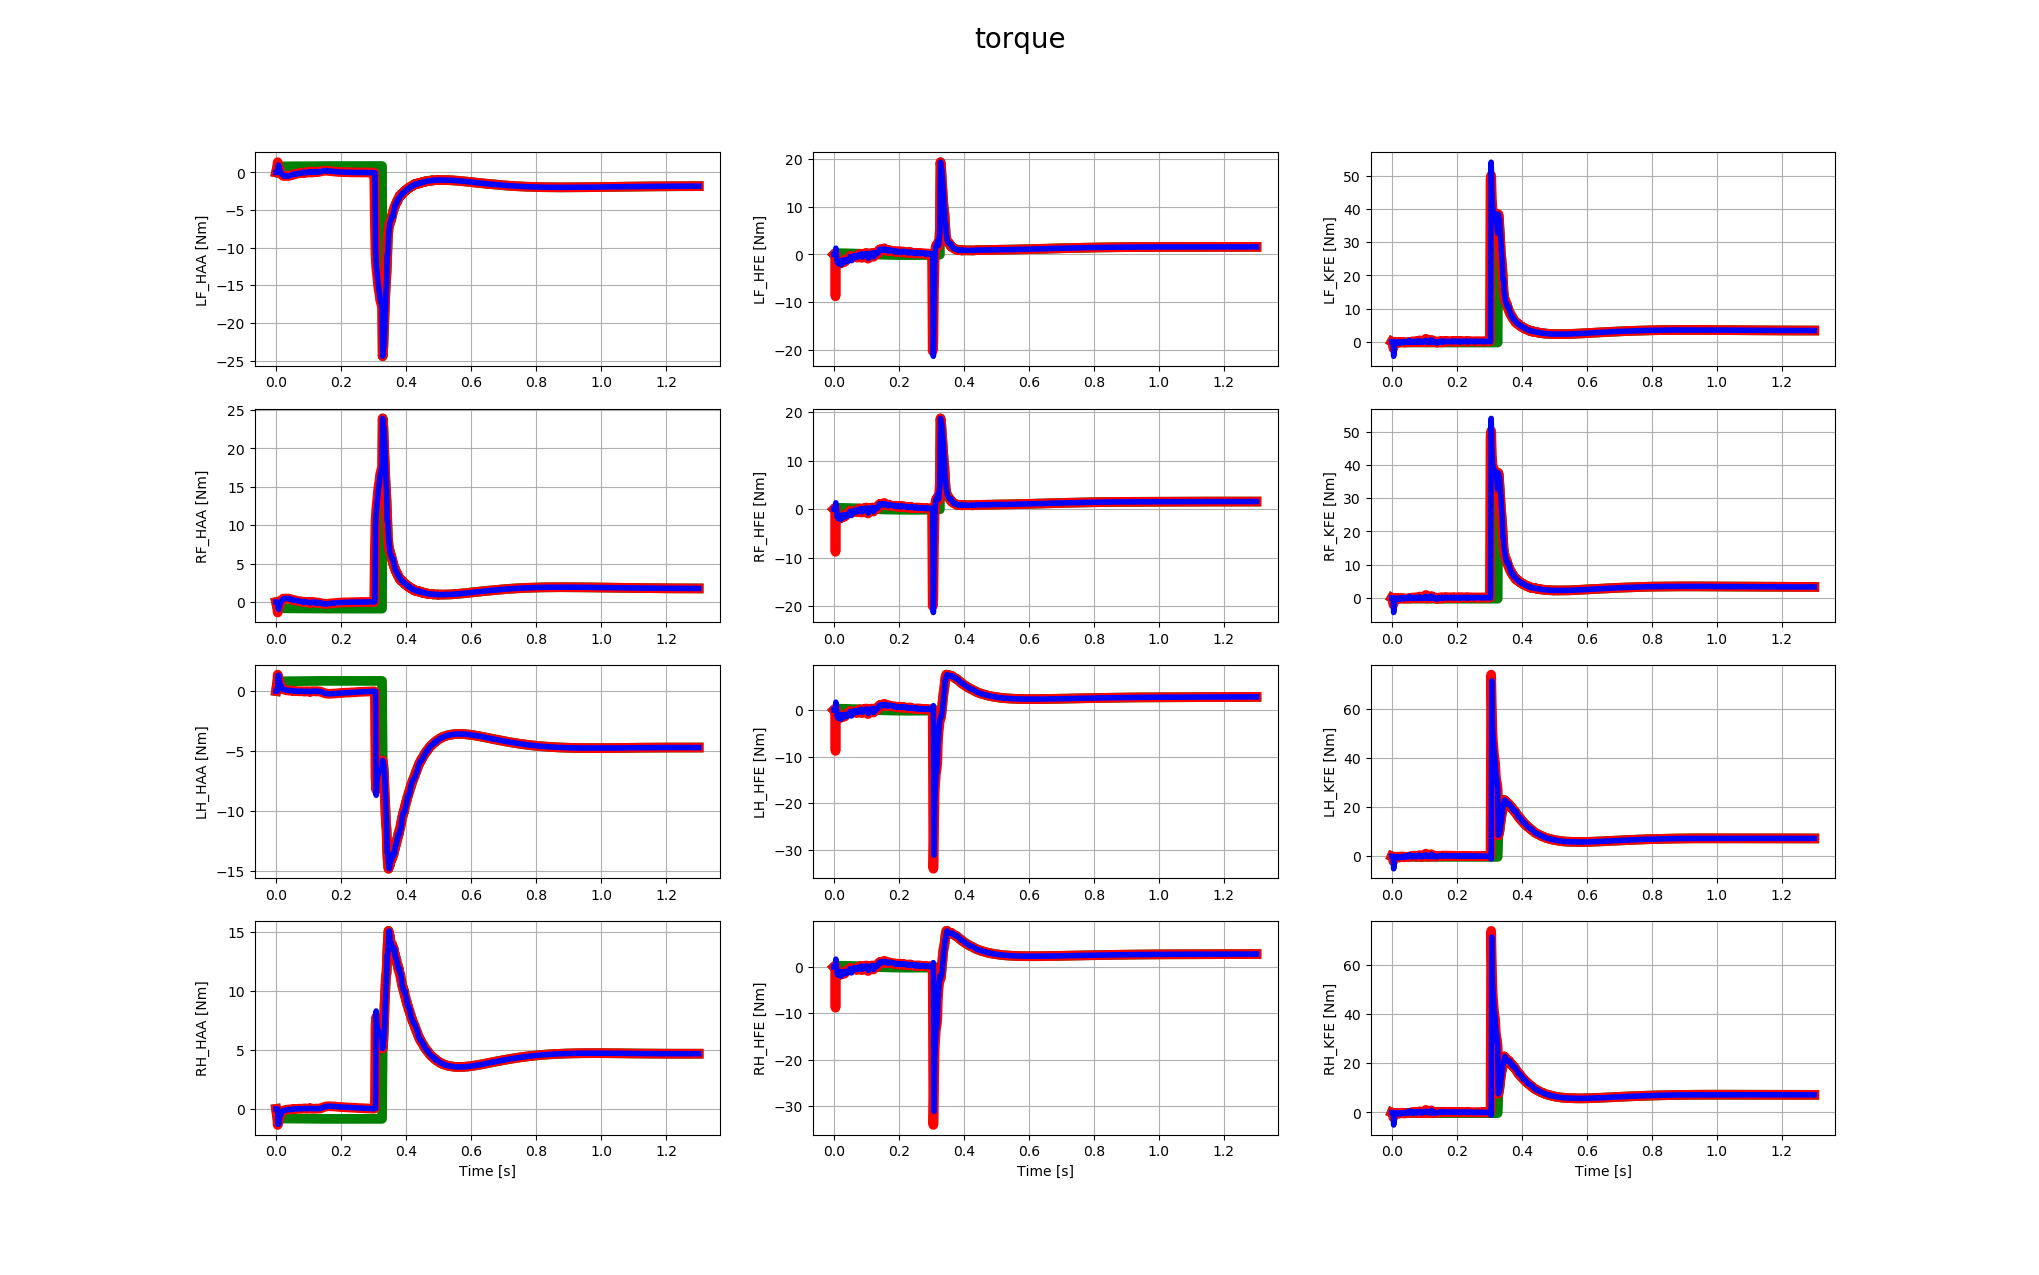 torque
LF_HAA [Nm]
0
−5
−10
−15
−20
−25
0.0 0.2 0.4 0.6 0.8 1.0 1.2
LF_HFE [Nm]
20
10
0
−10
−20
0.0 0.2 0.4 0.6 0.8 1.0 1.2
LF_KFE [Nm]
50
40
30
20
10
0
0.0 0.2 0.4 0.6 0.8 1.0 1.2
RF_HAA [Nm]
25
20
15
10
5
0
0.0 0.2 0.4 0.6 0.8 1.0 1.2
RF_HFE [Nm]
20
10
0
−10
−20
0.0 0.2 0.4 0.6 0.8 1.0 1.2
RF_KFE [Nm]
50
40
30
20
10
0
0.0 0.2 0.4 0.6 0.8 1.0 1.2
LH_HAA [Nm]
0
−5
−10
−15
0.0 0.2 0.4 0.6 0.8 1.0 1.2
LH_HFE [Nm]
0
−10
−20
−30
0.0 0.2 0.4 0.6 0.8 1.0 1.2
LH_KFE [Nm]
60
40
20
0
0.0 0.2 0.4 0.6 0.8 1.0 1.2
RH_HAA [Nm]
15
10
5
0
0.0 0.2 0.4 0.6 0.8 1.0 1.2
Time [s]
RH_HFE [Nm]
0
−10
−20
−30
0.0 0.2 0.4 0.6 0.8 1.0 1.2
Time [s]
RH_KFE [Nm]
60
40
20
0
0.0 0.2 0.4 0.6 0.8 1.0 1.2
Time [s]